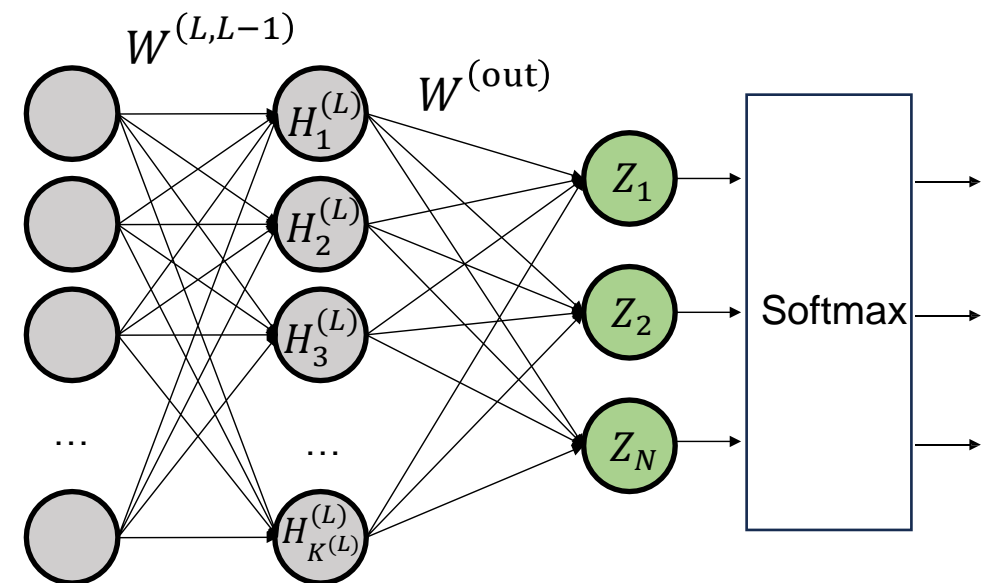 W^{(L,L−1)}
W^{(out)}
H_1^{(L)}
H_2^{(L)}
H_3^{(L)}
...
...
H_{K^{(L)}}^{(L)}
Z_1
Z_2
Z_N
Softmax